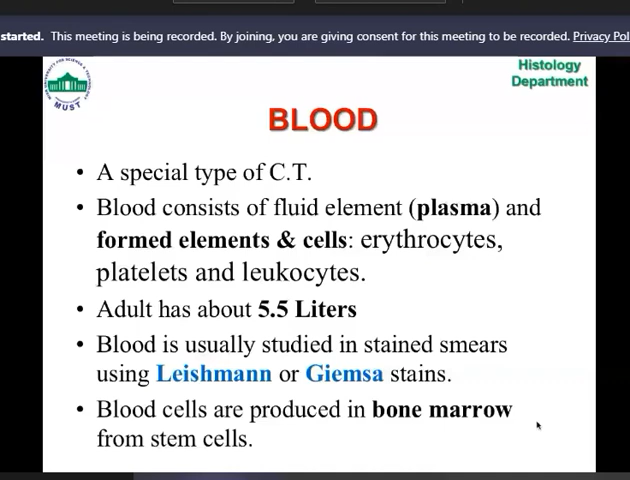 started. This meeting is being recorded. By joining, you are giving consent for this meeting to be recorded. Privacy Pol
MUST
Histology
Department
BLOOD
• A special type of C.T.
• Blood consists of fluid element (plasma) and
formed elements & cells: erythrocytes,
platelets and leukocytes.
• Adult has about 5.5 Liters
• Blood is usually studied in stained smears
using Leishmann or Giemsa stains.
• Blood cells are produced in bone marrow
from stem cells.